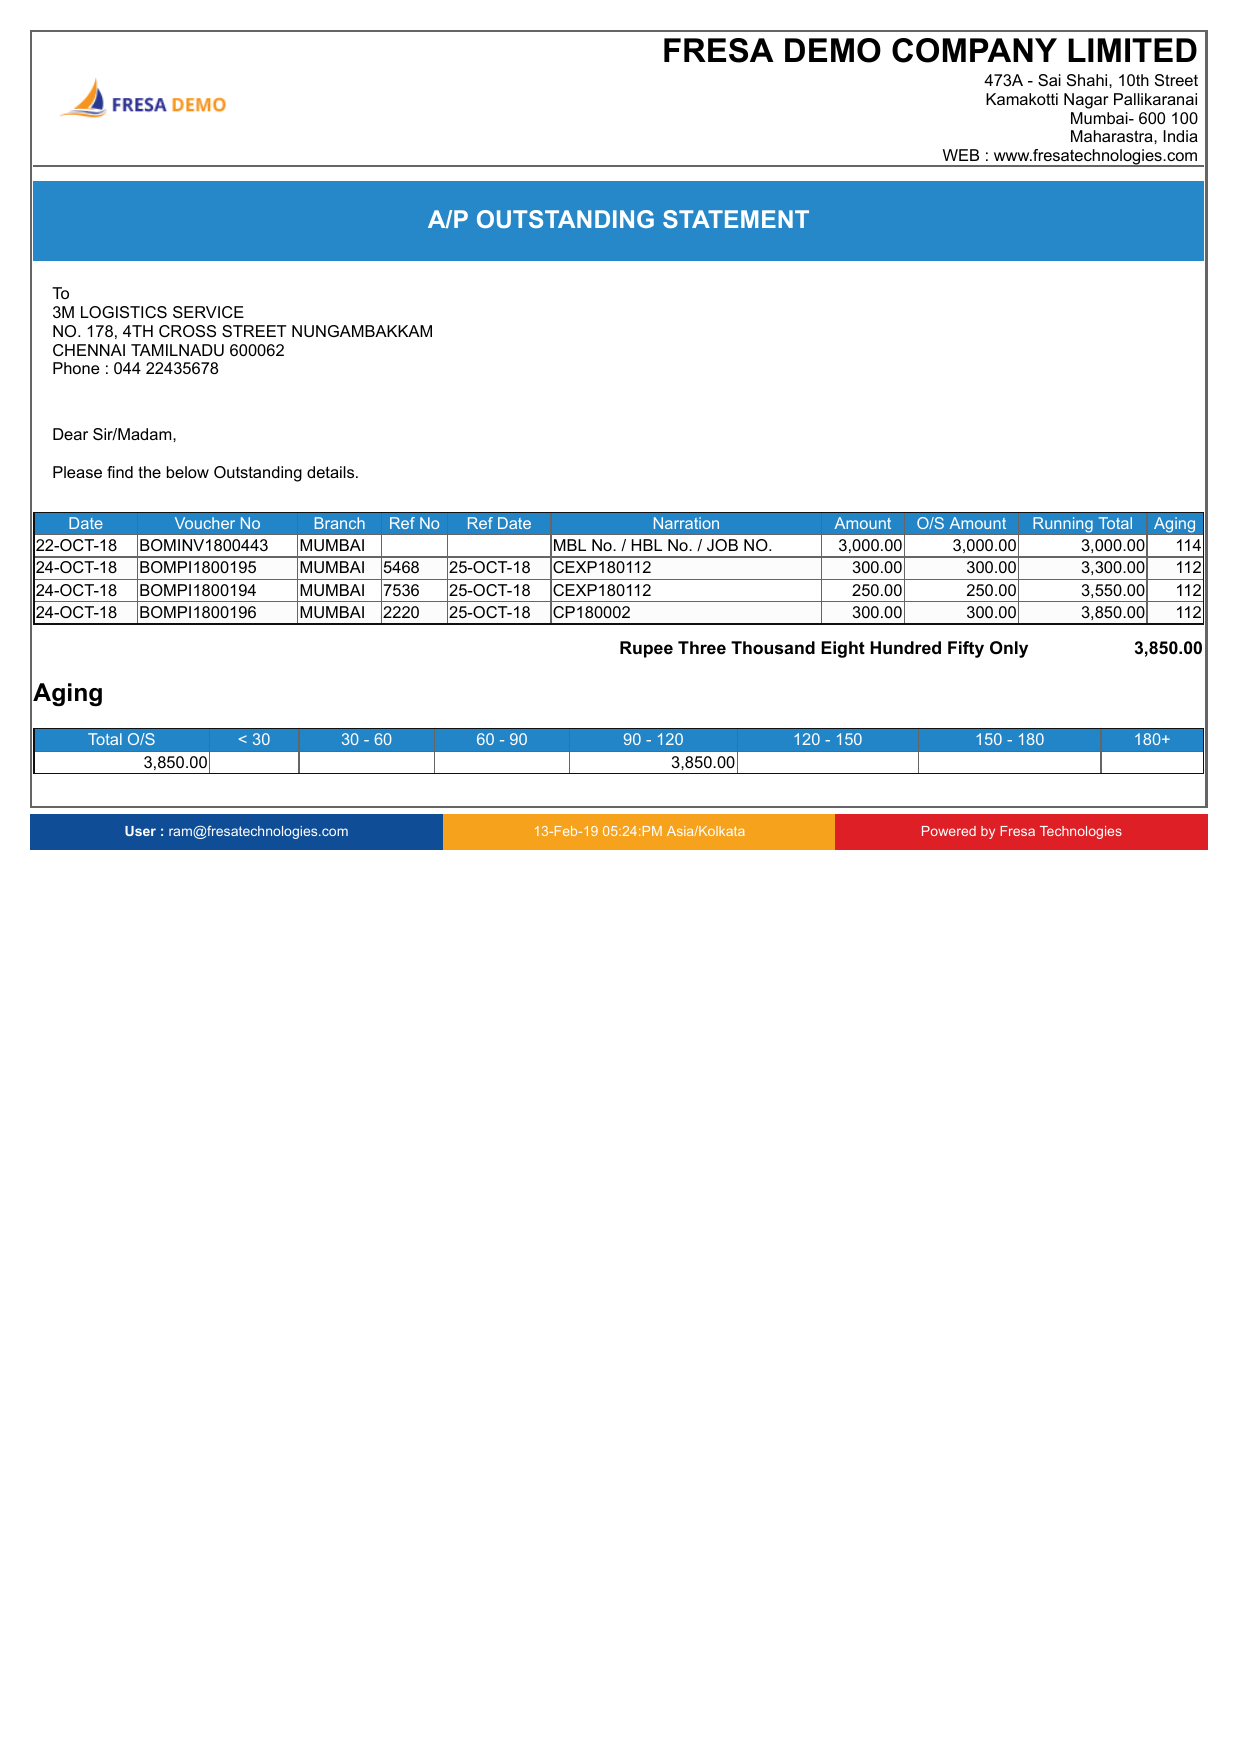 FRESA DEMO
FRESA DEMO COMPANY LIMITED
473A - Sai Shahi, 10th Street
Kamakotti Nagar Pallikaranai
Mumbai- 600 100
Maharastra, India
WEB : www.fresatechnologies.com
A/P OUTSTANDING STATEMENT
To
3M LOGISTICS SERVICE
NO. 178, 4TH CROSS STREET NUNGAMBAKKAM
CHENNAI TAMILNADU 600062
Phone : 044 22435678
Dear Sir/Madam,
Please find the below Outstanding details.
Date Voucher No Branch Ref No Ref Date Narration Amount O/S Amount Running Total Aging
22-OCT-18 BOMINV1800443 MUMBAI MBL No. / HBL No. / JOB NO. 3,000.00 3,000.00 3,000.00 114
24-OCT-18 BOMPI1800195 MUMBAI 5468 25-OCT-18 CEXP180112 300.00 300.00 3,300.00 112
24-OCT-18 BOMPI1800194 MUMBAI 7536 25-OCT-18 CEXP180112 250.00 250.00 3,550.00 112
24-OCT-18 BOMPI1800196 MUMBAI 2220 25-OCT-18 CP180002 300.00 300.00 3,850.00 112
Rupee Three Thousand Eight Hundred Fifty Only 3,850.00
Aging
Total O/S < 30 30 - 60 60 - 90 90 - 120 120 - 150 150 - 180 180+
3,850.00 3,850.00
User : ram@fresatechnologies.com 13-Feb-19 05:24:PM Asia/Kolkata Powered by Fresa Technologies